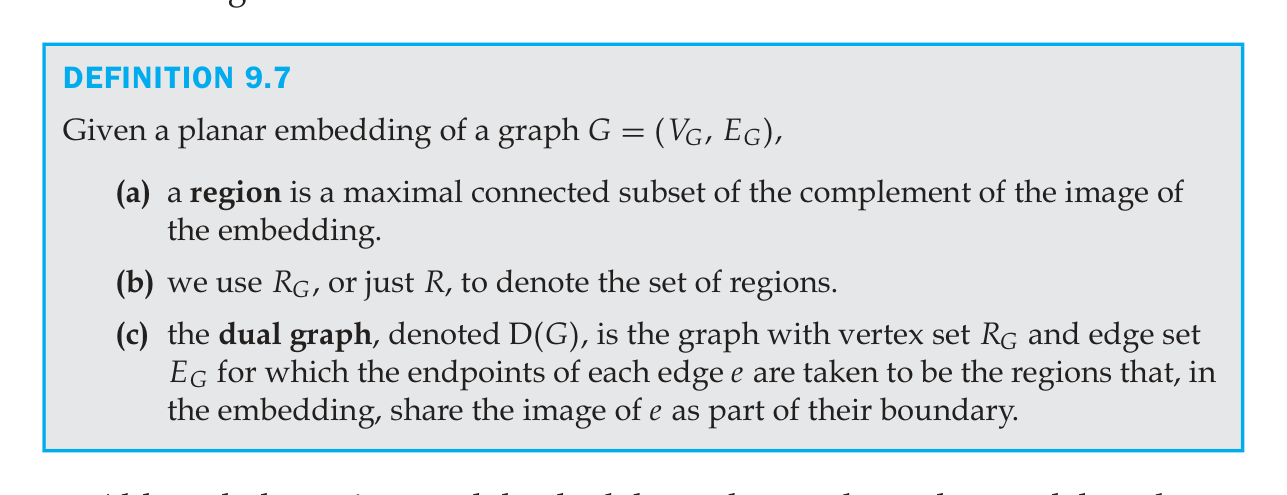 DEFINITION 9.7
Given a planar embedding of a graph G = (V_G, E_G),
(a) a region is a maximal connected subset of the complement of the image of
the embedding.
(b) we use R_G, or just R, to denote the set of regions.
(c) the dual graph, denoted D(G), is the graph with vertex set R_G and edge set
E_G for which the endpoints of each edge e are taken to be the regions that, in
the embedding, share the image of e as part of their boundary.